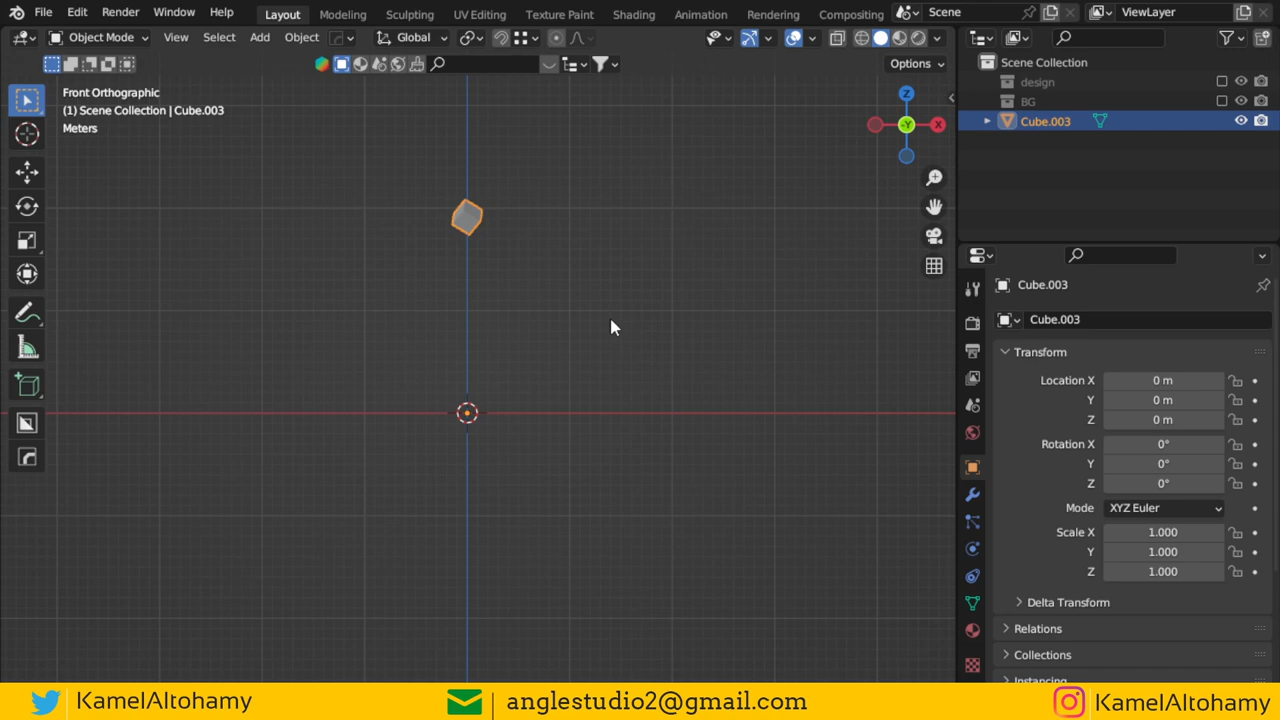 File Edit Render Window Help Layout Modeling Sculpting UV Editing Texture Paint Shading Animation Rendering Compositing Scene ViewLayer
Object Mode View Select Add Object Global
Options
Front Orthographic
(1) Scene Collection | Cube.003
Meters
Z
-Y
X
Scene Collection
design
BG
Cube.003
Cube.003
Cube.003
Transform
Location X 0 m
Y 0 m
Z 0 m
Rotation X 0°
Y 0°
Z 0°
Mode XYZ Euler
Scale X 1.000
Y 1.000
Z 1.000
Delta Transform
Relations
Collections
Instancing
KamelAltohamy anglestudio2@gmail.com KamelAltohamy